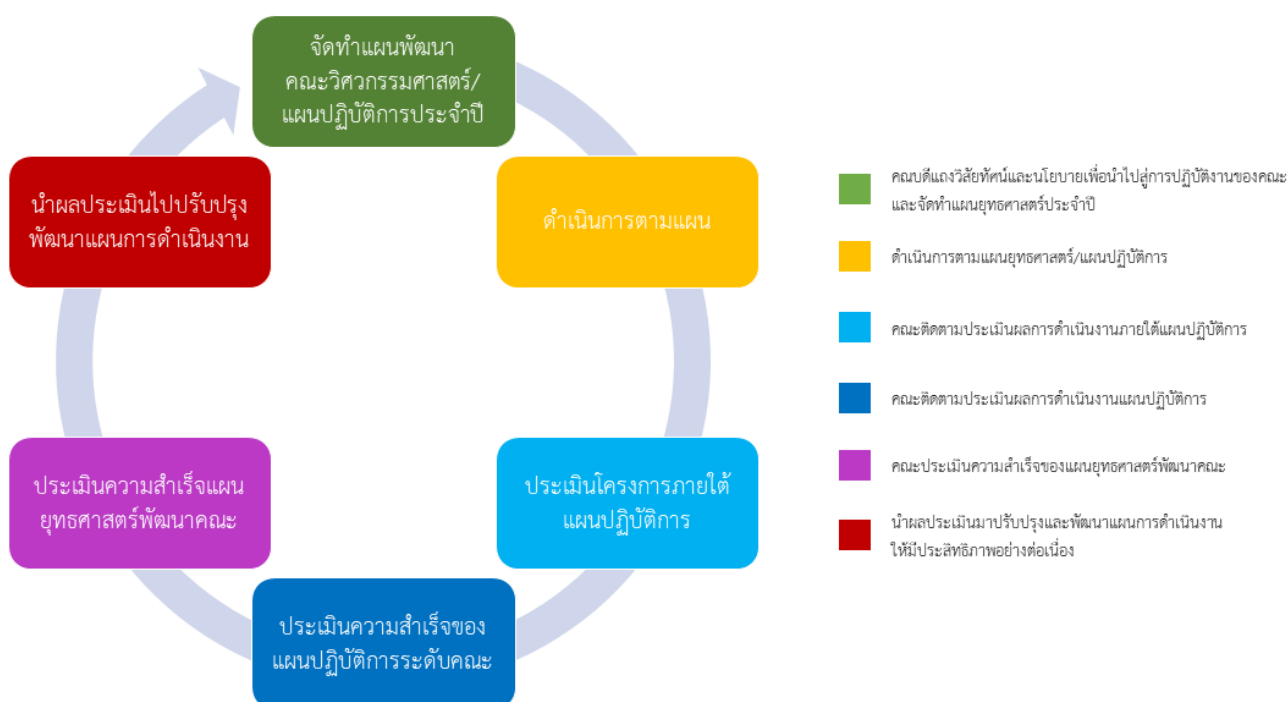 จัดทำแผนพัฒนา
คณะวิศวกรรมศาสตร์/
แผนปฏิบัติการประจำปี
ดำเนินการตามแผน
ประเมินโครงการภายใต้
แผนปฏิบัติการ
ประเมินความสำเร็จของ
แผนปฏิบัติการระดับคณะ
ประเมินความสำเร็จแผน
ยุทธศาสตร์พัฒนาคณะ
นำผลประเมินไปปรับปรุง
พัฒนาแผนการดำเนินงาน
คณบดีแถงวิสัยทัศน์และนโยบายเพื่อนำไปสู่การปฏิบัติงานของคณะ
และจัดทำแผนยุทธศาสตร์ประจำปี
ดำเนินการตามแผนยุทธศาสตร์/แผนปฏิบัติการ
คณะติดตามประเมินผลการดำเนินงานภายใต้แผนปฏิบัติการ
คณะติดตามประเมินผลการดำเนินงานแผนปฏิบัติการ
คณะประเมินความสำเร็จของแผนยุทธศาสตร์พัฒนาคณะ
นำผลประเมินมาปรับปรุงและพัฒนาแผนการดำเนินงาน
ให้มีประสิทธิภาพอย่างต่อเนื่อง